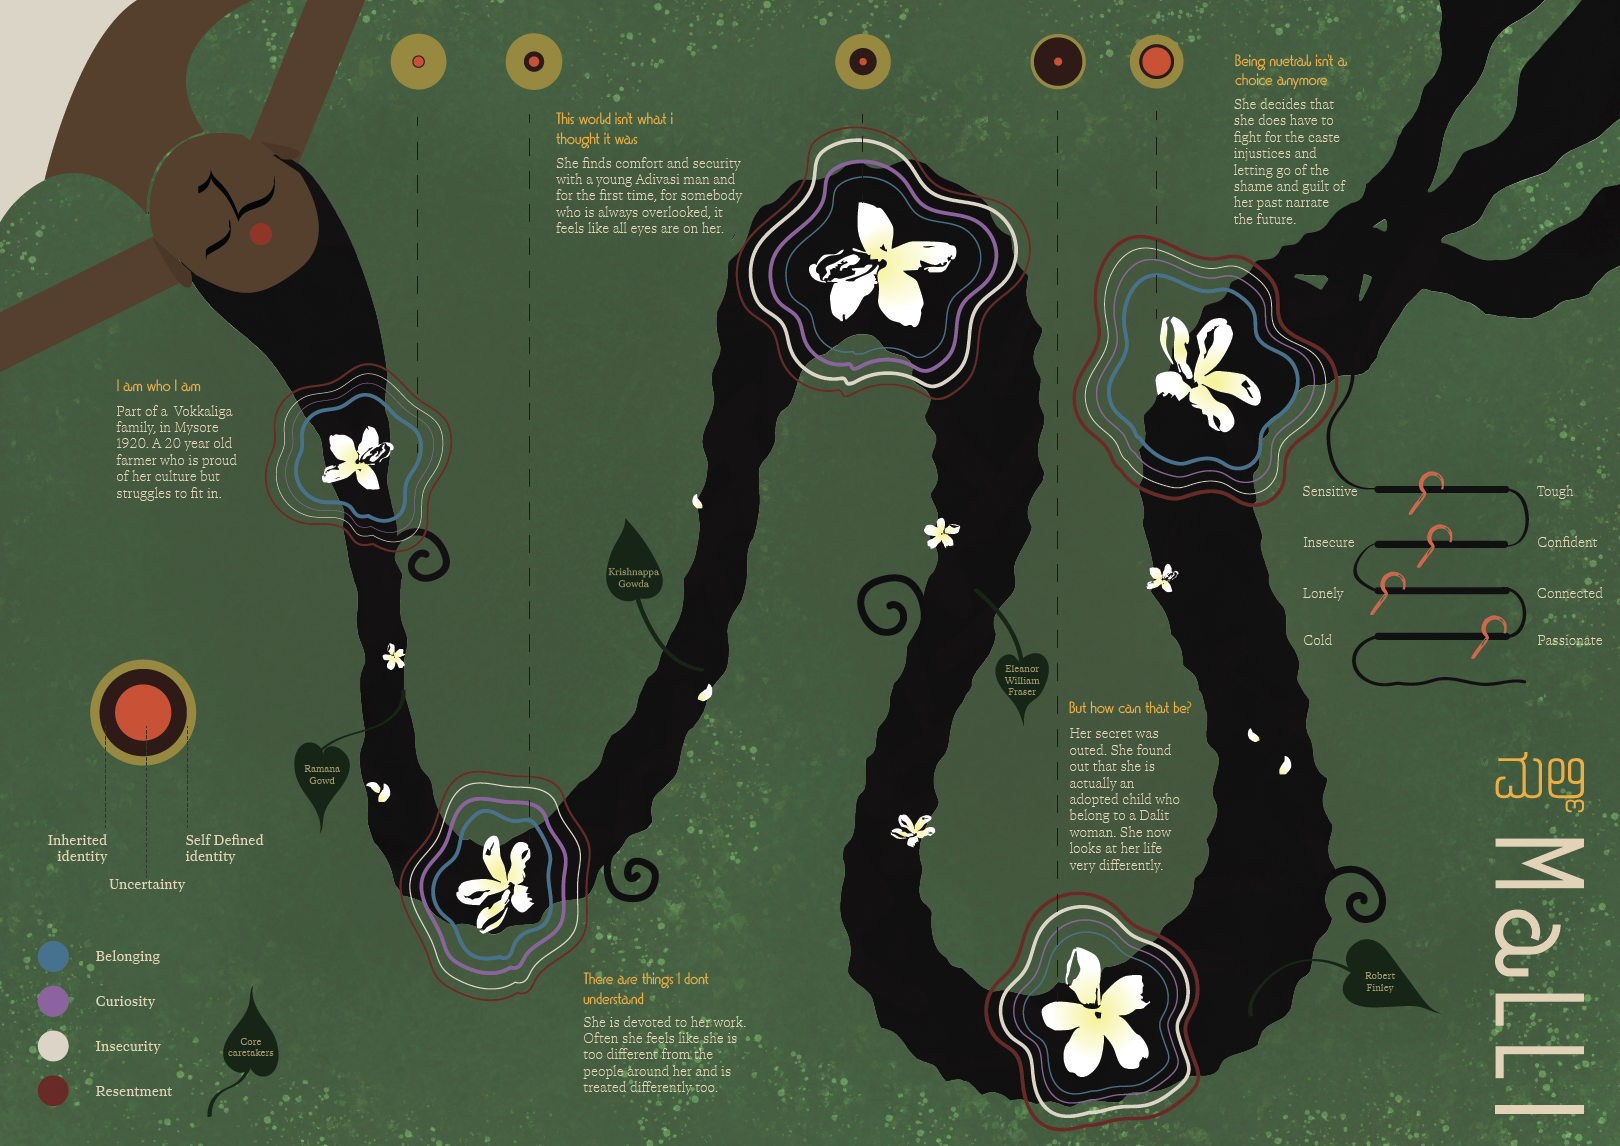 This world isn't what i
thought it was
She finds comfort and security
with a young Adivasi man and
for the first time, for somebody
who is always overlooked, it
feels like all eyes are on her.
Being nuetral isn't a
choice anymore
She decides that
she does have to
fight for the caste
injustices and
letting go of the
shame and guilt of
her past narrate
the future.
I am who I am
Part of a Vokkaliga
family, in Mysore
1920. A 20 year old
farmer who is proud
of her culture but
struggles to fit in.
Sensitive
Tough
Insecure
Confident
Lonely
Connected
Cold
Passionate
Krishnappa
Gowda
Eleanor
William
Fraser
Ramana
Gowd
But how can that be?
Her secret was
outed. She found
out that she is
actually an
adopted child who
belong to a Dalit
woman. She now
looks at her life
very differently.
Inherited
identity
Self Defined
identity
Uncertainty
Belonging
Curiosity
Insecurity
Resentment
Core
caretakers
There are things I dont
understand
She is devoted to her work.
Often she feels like she is
too different from the
people around her and is
treated differently too.
Robert
Finley
ಮಲ್ಲಿ
MaLLI